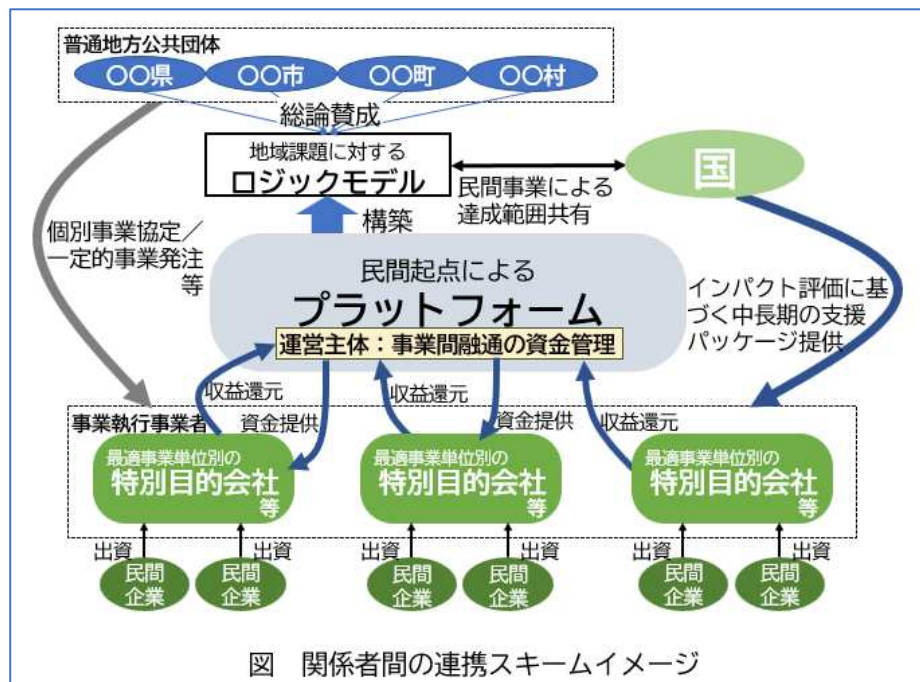 普通地方公共団体
〇〇県
〇〇市
〇〇町
〇〇村
総論賛成
地域課題に対する
ロジックモデル
国
民間事業による
達成範囲共有
構築
個別事業協定／
一定的事業発注
等
民間起点による
プラットフォーム
運営主体：事業間融通の資金管理
インパクト評価に基
づく中長期の支援
パッケージ提供
収益還元
資金提供
収益還元
資金提供
収益還元
事業執行事業者
最適事業単位別の
特別目的会社
等
最適事業単位別の
特別目的会社
等
最適事業単位別の
特別目的会社
等
出資
出資
出資
出資
出資
出資
民間
企業
民間
企業
民間
企業
民間
企業
民間
企業
民間
企業
図　関係者間の連携スキームイメージ